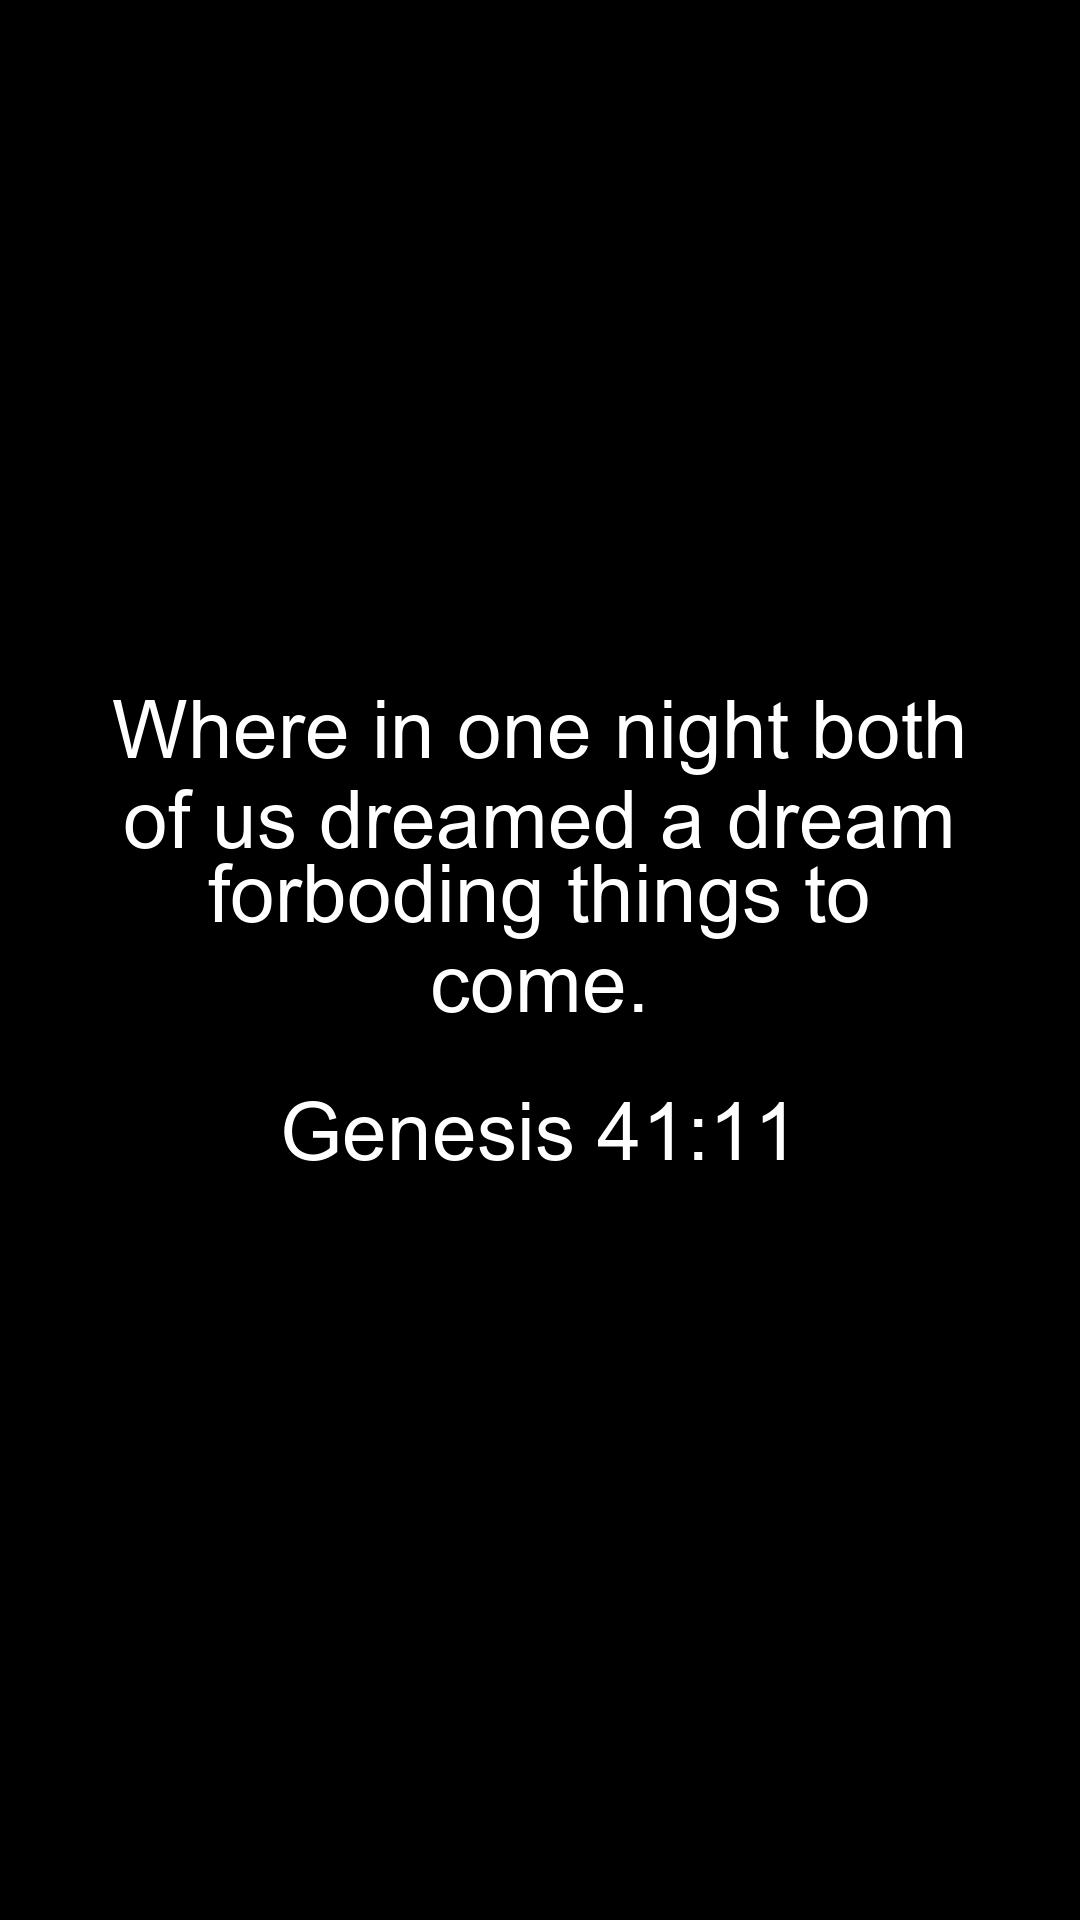 Where in one night both
of us dreamed a dream
forboding things to
come.
Genesis 41:11